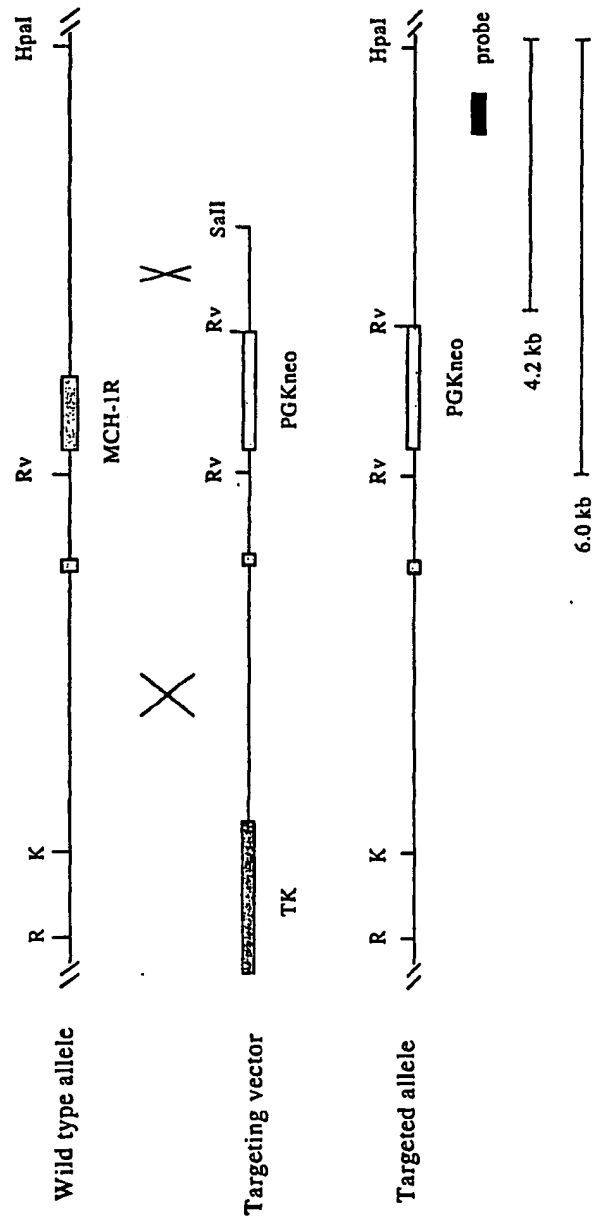 Wild type allele
R
K
Rv
HpaI
MCH-1R
Targeting vector
Rv
Rv
SalI
TK
PGKneo
Targeted allele
R
K
Rv
Rv
HpaI
PGKneo
probe
4.2 kb
6.0 kb